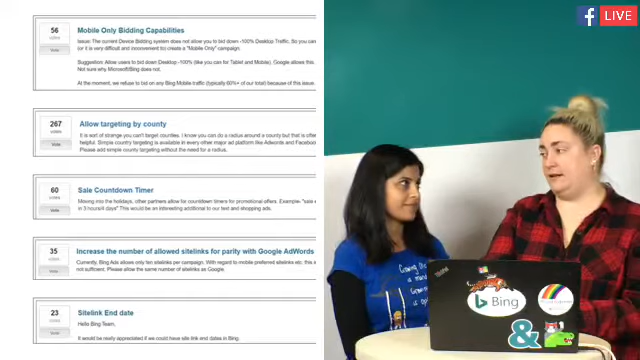 56
votes
Vote
Mobile Only Bidding Capabilities
Issue: The current Device Bidding system does not allow you to bid down -100% Desktop Traffic. So you can
(or it is very difficult and inconvenient to) create a "Mobile Only" campaign.
Suggestion: Allow users to bid down Desktop -100% (like you can for Tablet and Mobile). Google allows this.
Not sure why Microsoft/Bing does not.
At the moment, we refuse to bid on any Bing Mobile traffic (typically 60%+ of our total) because of this issue.
267
votes
Vote
Allow targeting by county
It is sort of strange you can't target counties. I know you can do a radius around a county but that is
helpful. Simple county targeting is available in every other major ad platform like Adwords and Facebook
Please add simple county targeting without the need for a radius.
60
votes
Vote
Sale Countdown Timer
Moving into the holidays, other partners allow for countdown timers for promotional offers. Example- "sale
in 3 hours/4 days" This would be an interesting additional to our text and shopping ads.
35
votes
Vote
Increase the number of allowed sitelinks for parity with Google AdWords
Currently, Bing Ads allows only ten sitelinks per campaign. With regard to mobile preferred sitelinks etc. this
not sufficient. Please allow the same number of sitelinks as Google.
23
votes
Vote
Sitelink End date
Hello Bing Team,
It would be really appreciated if we could have site link end dates in Bing.
f LIVE
Bing
&